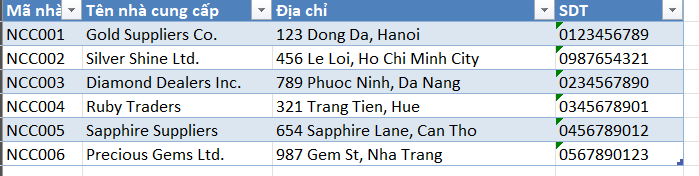 Mã nhà Tên nhà cung cấp Địa chỉ SDT
NCC001 Gold Suppliers Co. 123 Dong Da, Hanoi 0123456789
NCC002 Silver Shine Ltd. 456 Le Loi, Ho Chi Minh City 0987654321
NCC003 Diamond Dealers Inc. 789 Phuoc Ninh, Da Nang 0234567890
NCC004 Ruby Traders 321 Trang Tien, Hue 0345678901
NCC005 Sapphire Suppliers 654 Sapphire Lane, Can Tho 0456789012
NCC006 Precious Gems Ltd. 987 Gem St, Nha Trang 0567890123